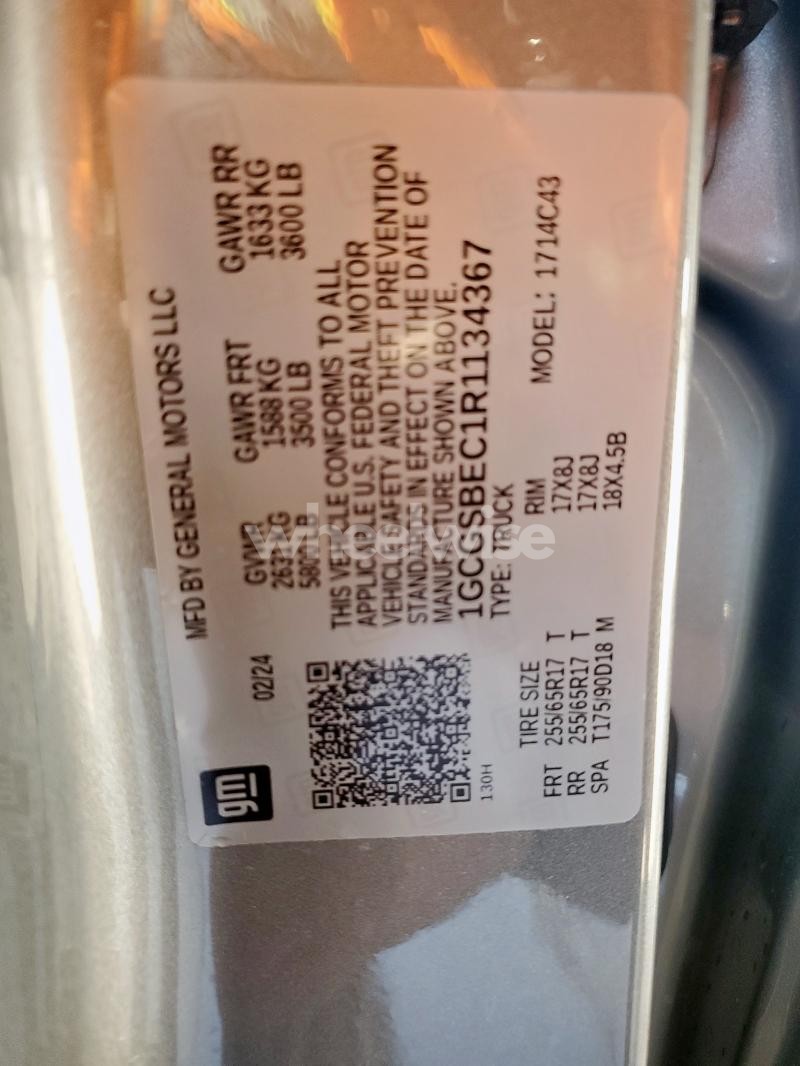 gm
MFD BY GENERAL MOTORS LLC
02/24
GVWR GAWR FRT GAWR RR
KG 1588 KG 1633 KG
LB 3500 LB 3600 LB
THIS VEHICLE CONFORMS TO ALL
APPLICABLE U.S. FEDERAL MOTOR
VEHICLE SAFETY AND THEFT PREVENTION
STANDARDS IN EFFECT ON THE DATE OF
MANUFACTURE SHOWN ABOVE.
1GCGSBEC1R1134367
TYPE: TRUCK
130H
TIRE SIZE RIM MODEL: 1714C43
FRT 255/65R17 T 17X8J
RR 255/65R17 T 17X8J
SPA T175/90D18 M 18X4.5B